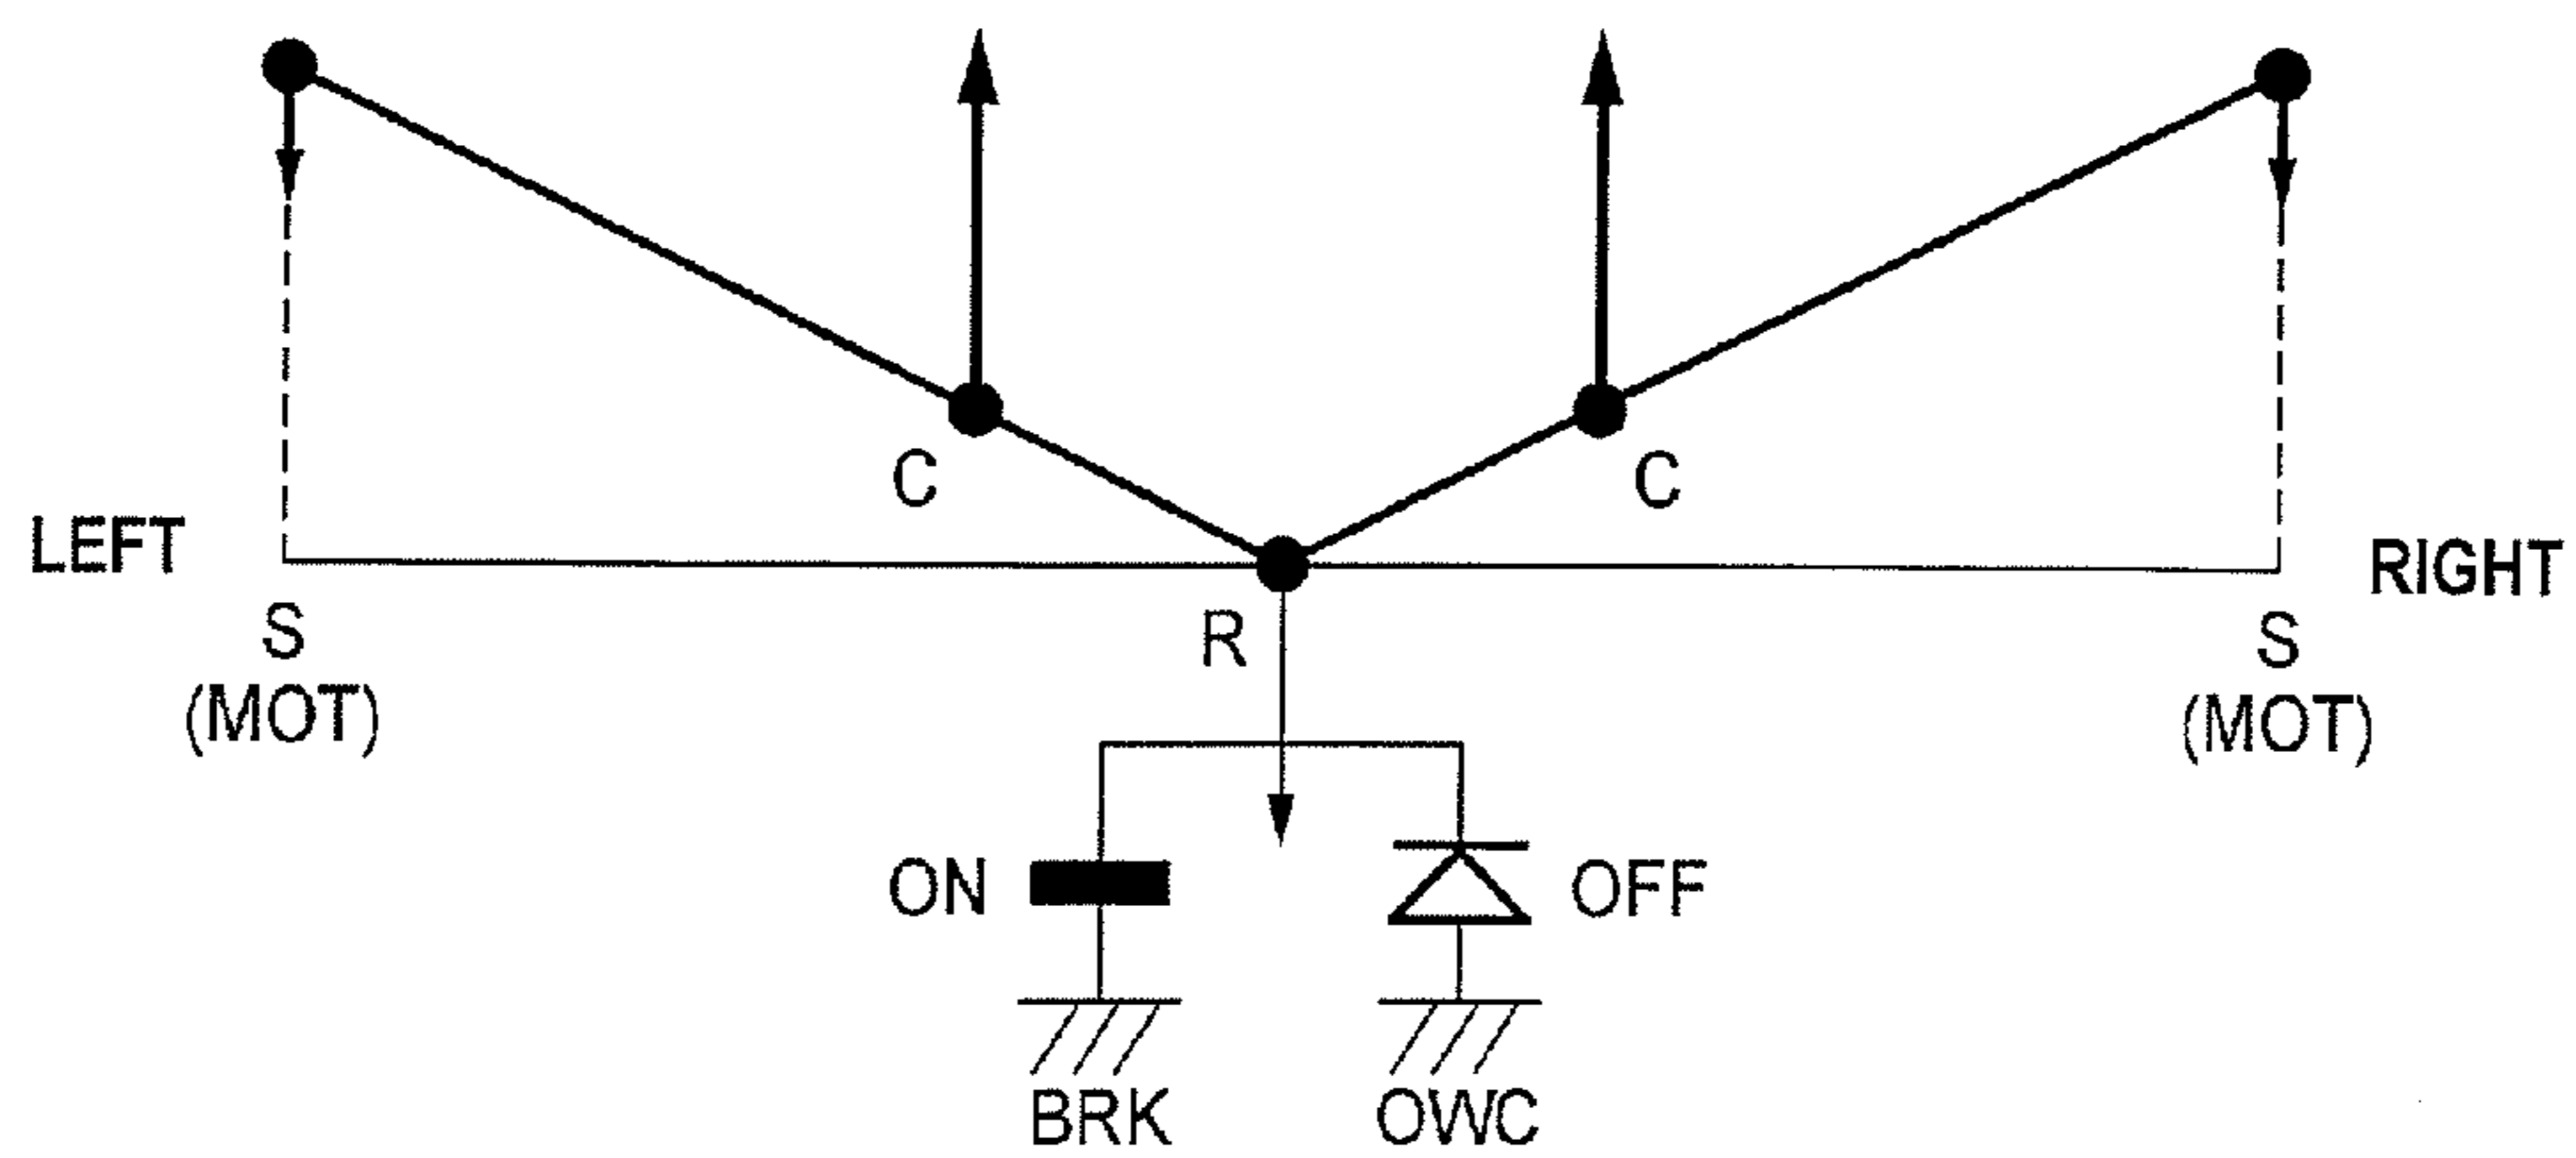 C C
LEFT RIGHT
S R S
(MOT) (MOT)
ON OFF
BRK OWC